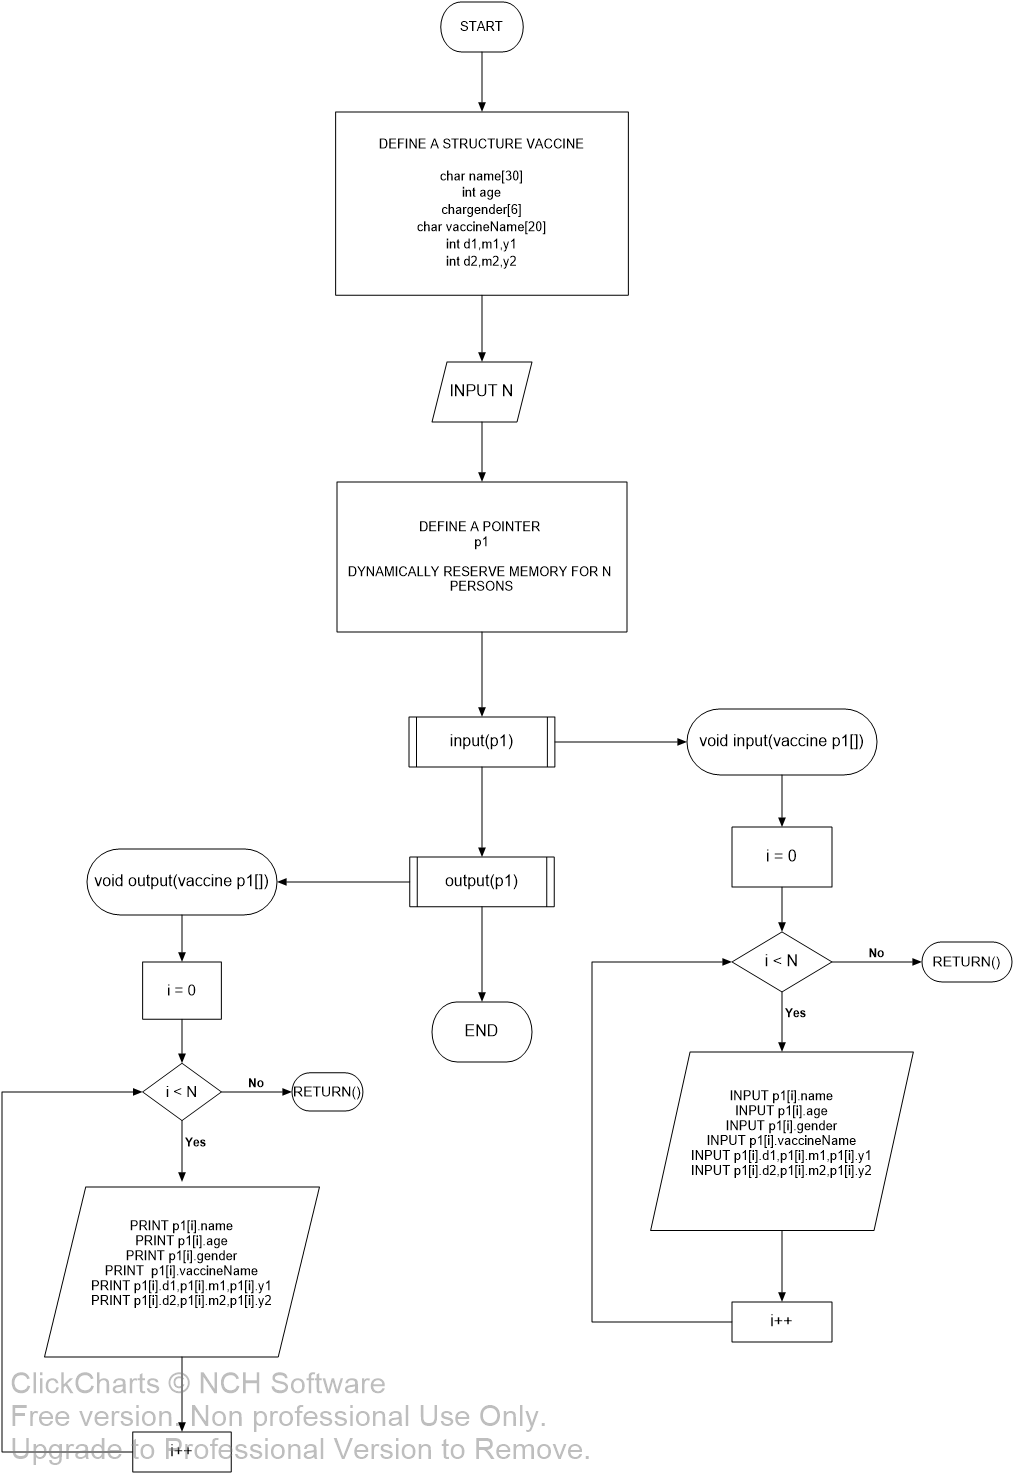 START
DEFINE A STRUCTURE VACCINE
char name[30]
int age
chargender[6]
char vaccineName[20]
int d1,m1,y1
int d2,m2,y2
INPUT N
DEFINE A POINTER
p1
DYNAMICALLY RESERVE MEMORY FOR N
PERSONS
input(p1)
void input(vaccine p1[])
i = 0
i < N
No
RETURN()
Yes
INPUT p1[i].name
INPUT p1[i].age
INPUT p1[i].gender
INPUT p1[i].vaccineName
INPUT p1[i].d1,p1[i].m1,p1[i].y1
INPUT p1[i].d2,p1[i].m2,p1[i].y2
i++
output(p1)
void output(vaccine p1[])
i = 0
i < N
No
RETURN()
Yes
PRINT p1[i].name
PRINT p1[i].age
PRINT p1[i].gender
PRINT  p1[i].vaccineName
PRINT p1[i].d1,p1[i].m1,p1[i].y1
PRINT p1[i].d2,p1[i].m2,p1[i].y2
i++
END
ClickCharts © NCH Software
Free version. Non professional Use Only.
Upgrade to Professional Version to Remove.